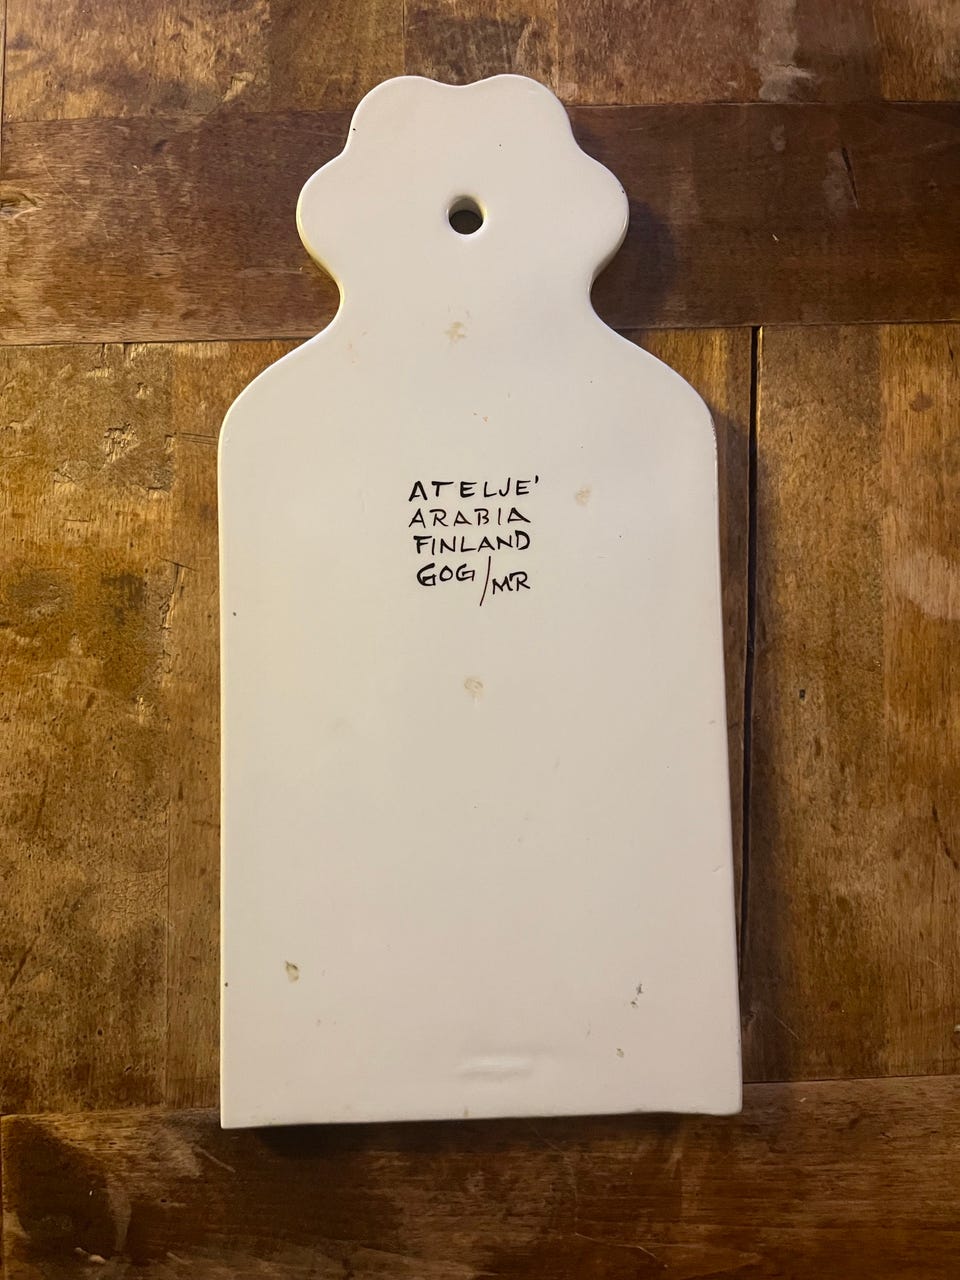 ATELJE'
ARABIA
FINLAND
GOG/MR